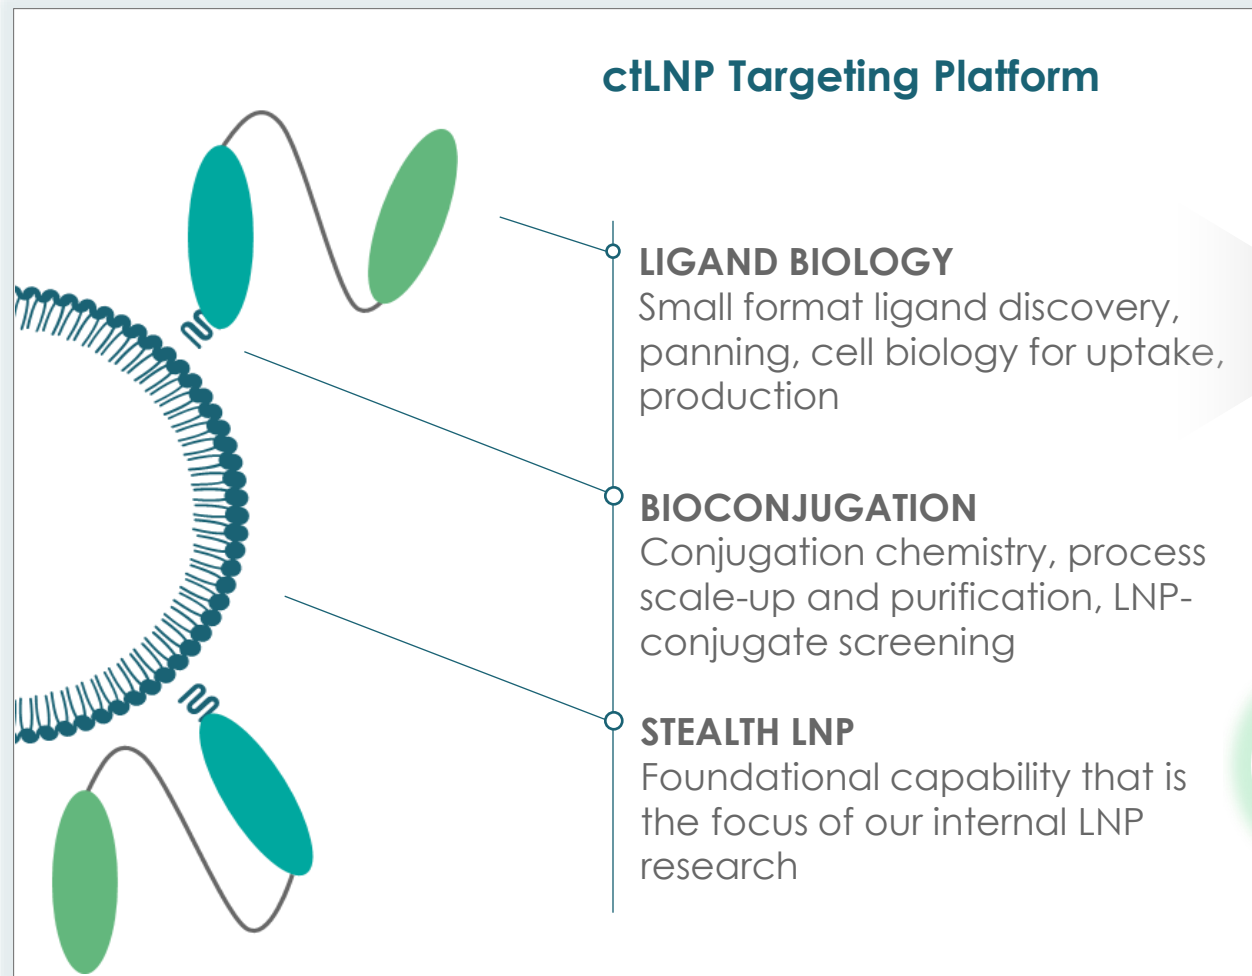 ctLNP Targeting Platform
LIGAND BIOLOGY
Small format ligand discovery,
panning, cell biology for uptake,
production
BIOCONJUGATION
Conjugation chemistry, process
scale-up and purification, LNP-
conjugate screening
STEALTH LNP
Foundational capability that is
the focus of our internal LNP
research